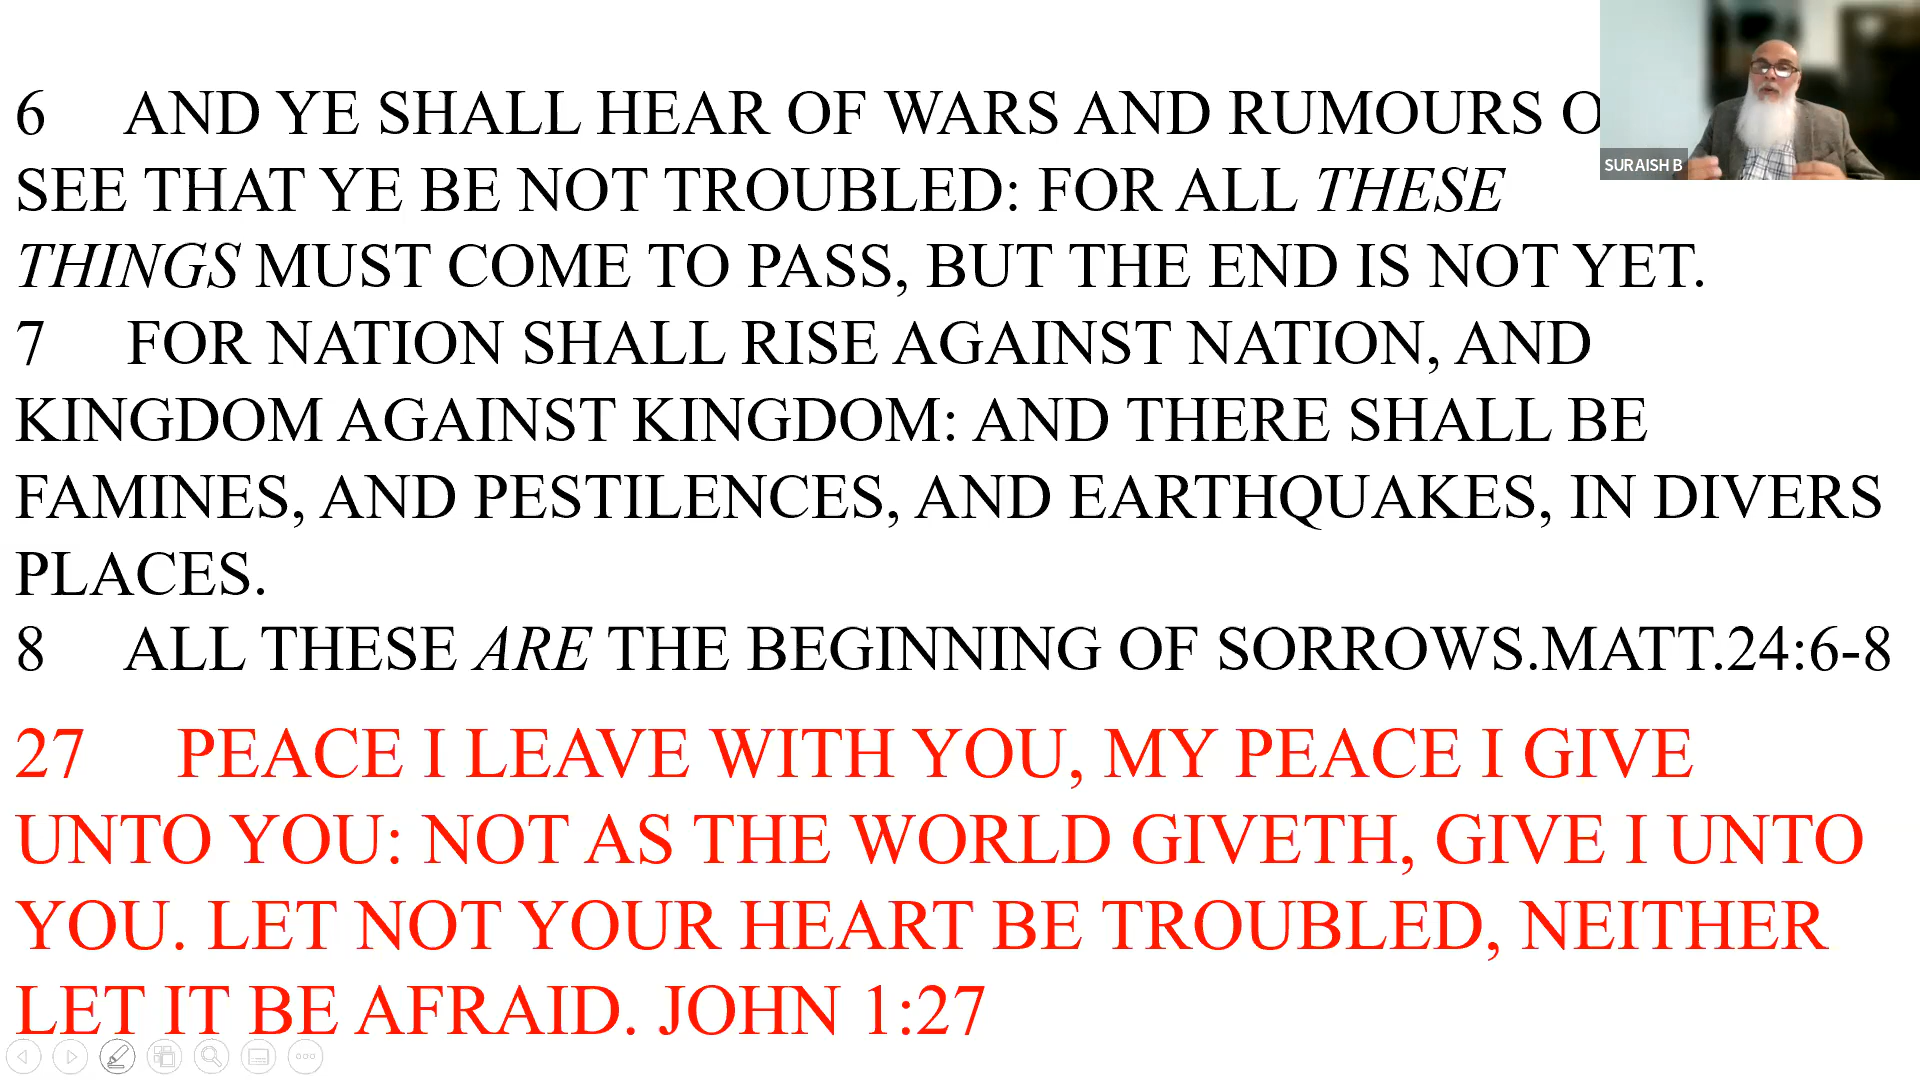 6 AND YE SHALL HEAR OF WARS AND RUMOURS
SEE THAT YE BE NOT TROUBLED: FOR ALL THESE
THINGS MUST COME TO PASS, BUT THE END IS NOT YET.
7 FOR NATION SHALL RISE AGAINST NATION, AND
KINGDOM AGAINST KINGDOM: AND THERE SHALL BE
FAMINES, AND PESTILENCES, AND EARTHQUAKES, IN DIVERS
PLACES.
8 ALL THESE ARE THE BEGINNING OF SORROWS.MATT.24:6-8
27 PEACE I LEAVE WITH YOU, MY PEACE I GIVE
UNTO YOU: NOT AS THE WORLD GIVETH, GIVE I UNTO
YOU. LET NOT YOUR HEART BE TROUBLED, NEITHER
LET IT BE AFRAID. JOHN 1:27
SURAISH B